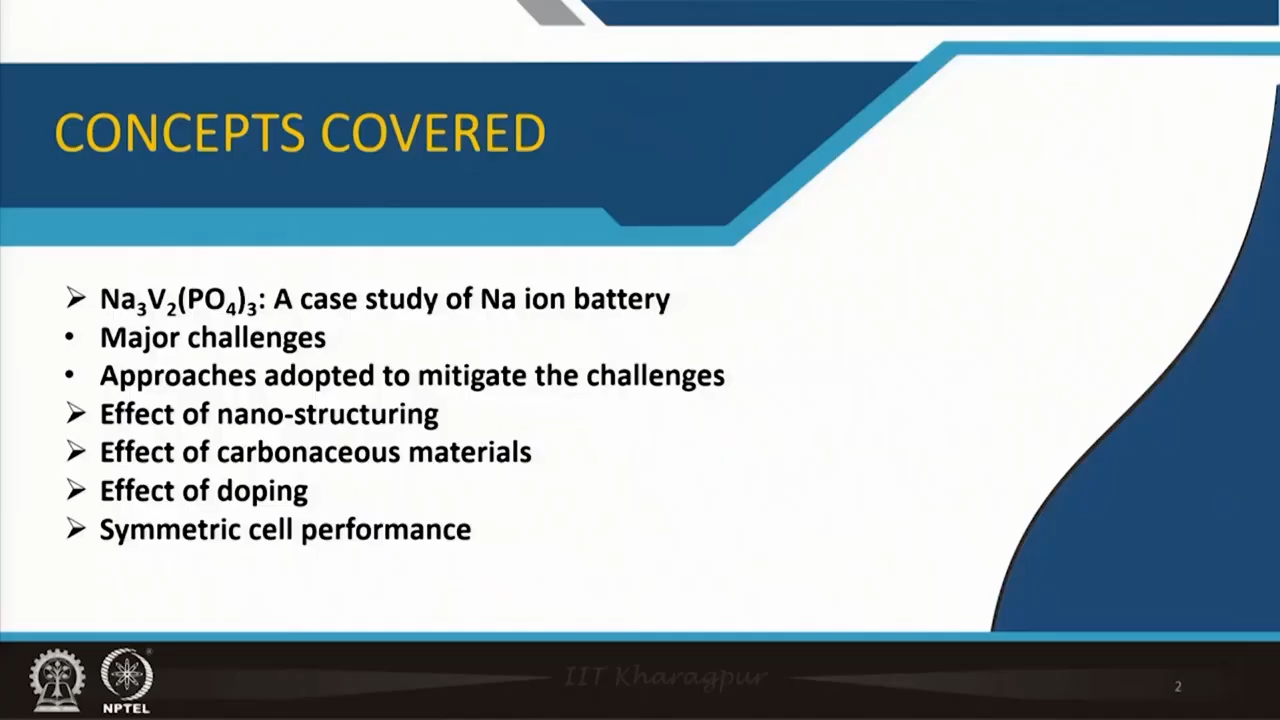 CONCEPTS COVERED
➢ Na₃V₂(PO₄)₃: A case study of Na ion battery
• Major challenges
• Approaches adopted to mitigate the challenges
➢ Effect of nano-structuring
➢ Effect of carbonaceous materials
➢ Effect of doping
➢ Symmetric cell performance
NPTEL
IIT Kharagpur
2